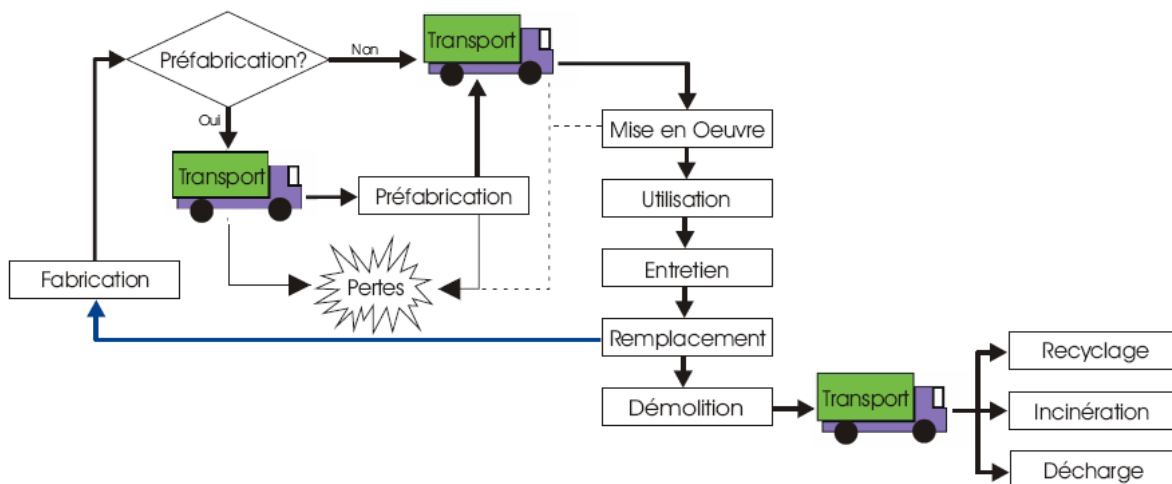 Préfabrication?
Non
Transport
Oui
Mise en Oeuvre
Transport
Préfabrication
Utilisation
Fabrication
Pertes
Entretien
Remplacement
Recyclage
Démolition
Transport
Incinération
Décharge